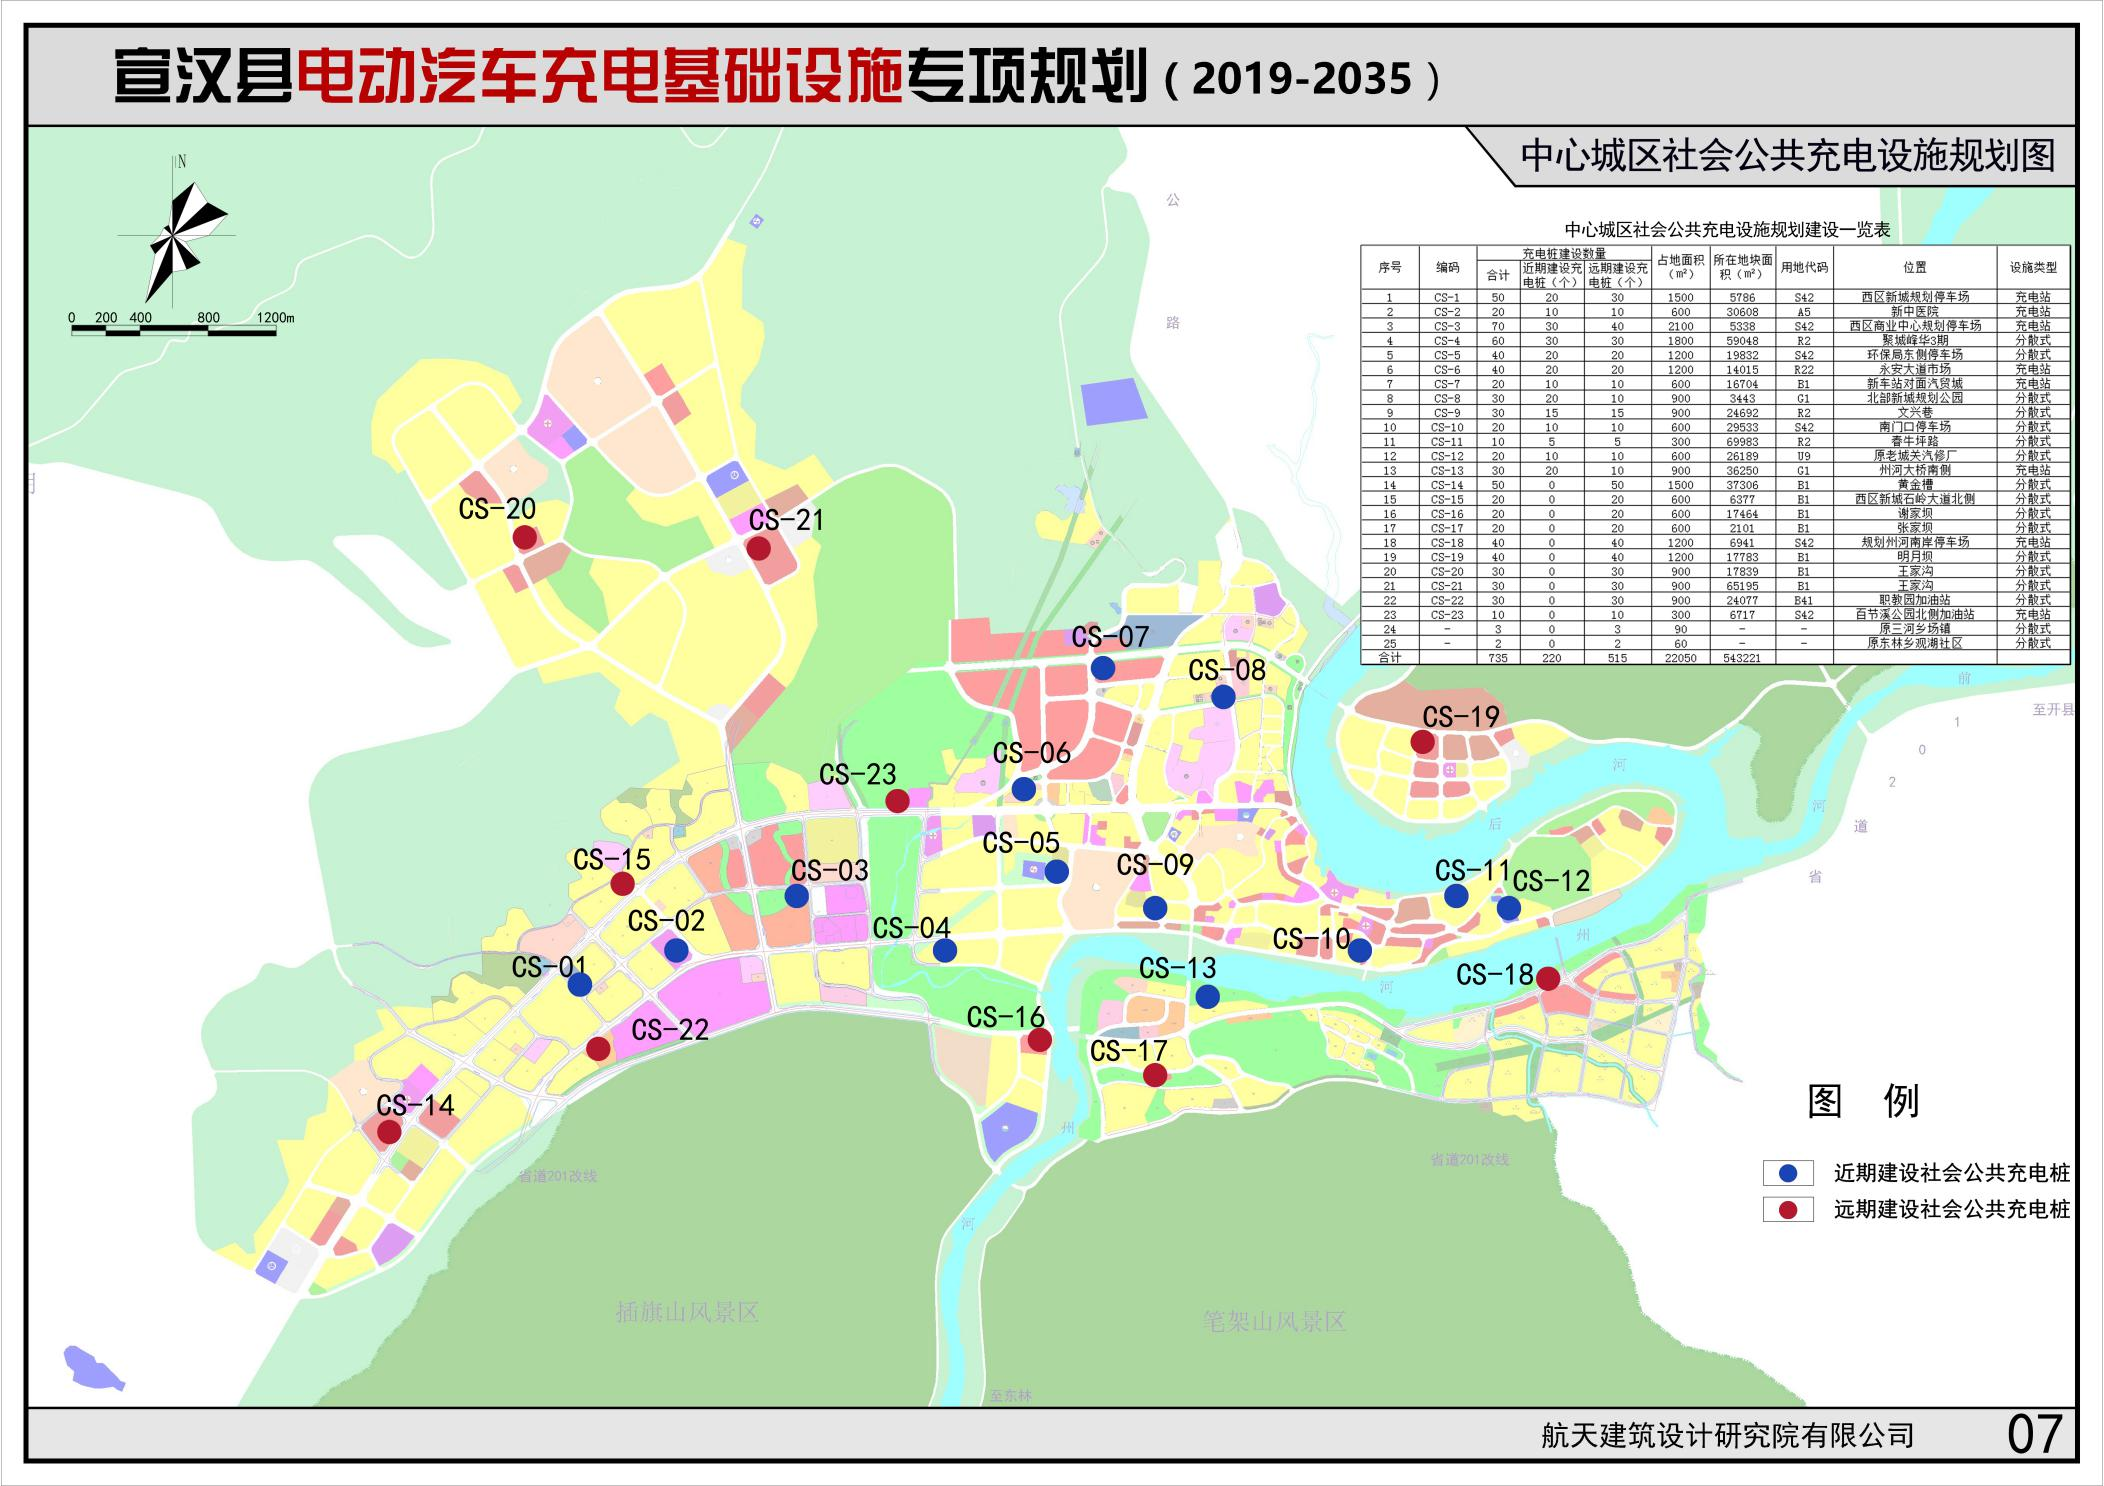 宣汉县电动汽车充电基础设施专项规划（2019-2035）
中心城区社会公共充电设施规划图
N
0 200 400 800 1200m
中心城区社会公共充电设施规划建设一览表
序号 编码 充电桩建设数量 占地面积（m²） 所在地块面积（m²） 用地代码 位置 设施类型
合计 近期建设充电桩（个） 远期建设充电桩（个）
1 CS-1 50 20 30 1500 5786 S42 西区新城规划停车场 充电站
2 CS-2 20 10 10 600 30608 A5 新中医院 充电站
3 CS-3 70 30 40 2100 5338 S42 西区商业中心规划停车场 充电站
4 CS-4 60 30 30 1800 59048 R2 聚城峰华3期 分散式
5 CS-5 40 20 20 1200 19832 S42 环保局东侧停车场 分散式
6 CS-6 40 20 20 1200 14015 R22 永安大道市场 充电站
7 CS-7 20 10 10 600 16704 B1 新车站对面汽贸城 充电站
8 CS-8 30 20 10 900 3443 G1 北部新城规划公园 分散式
9 CS-9 30 15 15 900 24692 R2 文兴巷 分散式
10 CS-10 20 10 10 600 29533 S42 南门口停车场 分散式
11 CS-11 10 5 5 300 69983 R2 春牛坪路 分散式
12 CS-12 20 10 10 600 26189 U9 原老城关汽修厂 分散式
13 CS-13 30 20 10 900 36250 G1 州河大桥南侧 充电站
14 CS-14 50 0 50 1500 37306 B1 黄金槽 分散式
15 CS-15 20 0 20 600 6377 B1 西区新城石岭大道北侧 分散式
16 CS-16 20 0 20 600 17464 B1 谢家坝 分散式
17 CS-17 20 0 20 600 2101 B1 张家坝 分散式
18 CS-18 40 0 40 1200 6941 S42 规划州河南岸停车场 充电站
19 CS-19 40 0 40 1200 17783 B1 明月坝 分散式
20 CS-20 30 0 30 900 17839 B1 王家沟 分散式
21 CS-21 30 0 30 900 65195 B1 王家沟 分散式
22 CS-22 30 0 30 900 24077 B41 职教园加油站 分散式
23 CS-23 10 0 10 300 6717 S42 百节溪公园北侧加油站 充电站
24 - 3 0 3 90 - - 原三河乡场镇 分散式
25 - 2 0 2 60 - - 原东林乡观湖社区 分散式
合计 735 220 515 22050 543221
公
路
CS-20
CS-21
CS-07
CS-08
CS-19
前
至开县
1
0
2
道
省
CS-06
CS-23
河
河
后
CS-05
CS-15
CS-03
CS-09
CS-11
CS-12
CS-02
CS-04
CS-10
州
CS-01
CS-13
CS-18
河
CS-22
CS-16
CS-17
CS-14
州
省道201改线
省道201改线
河
插旗山风景区
笔架山风景区
至东林
图 例
近期建设社会公共充电桩
远期建设社会公共充电桩
航天建筑设计研究院有限公司
07